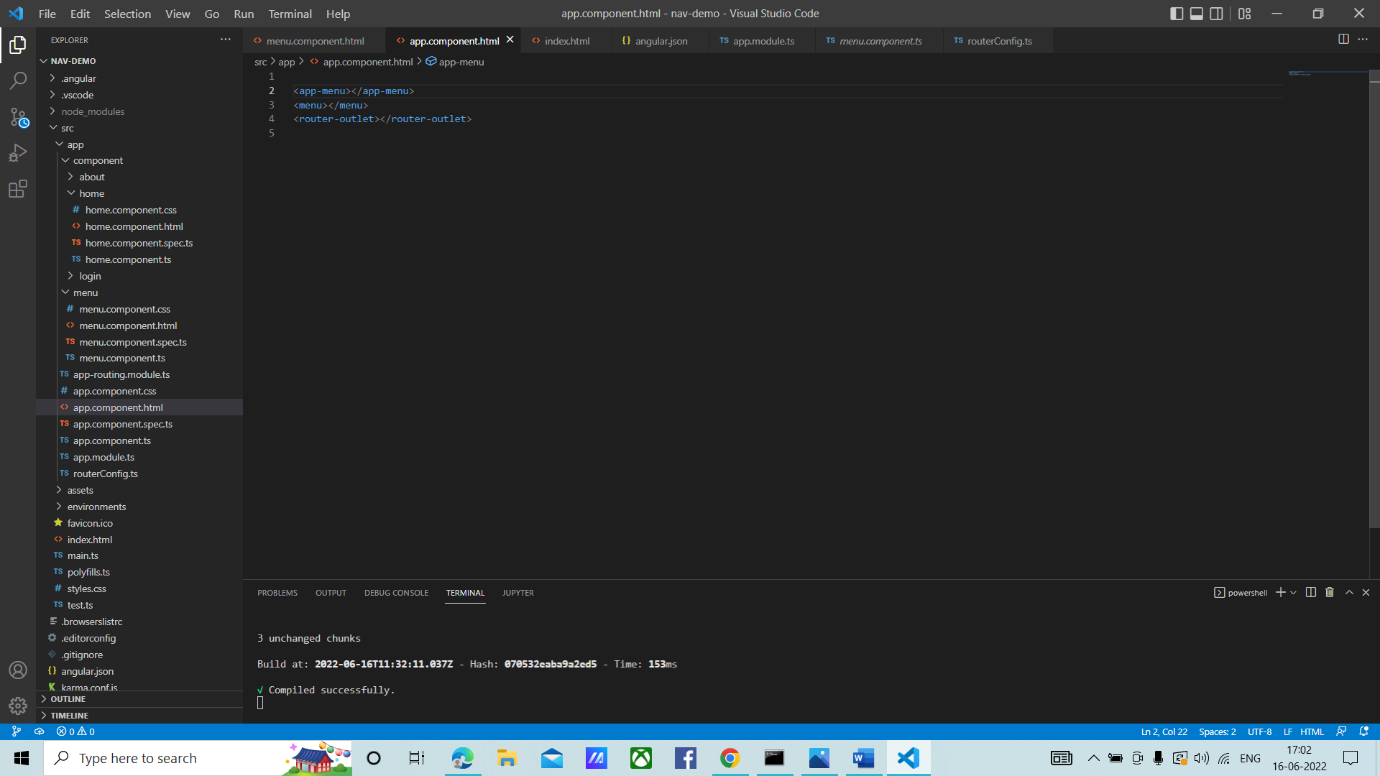 File Edit Selection View Go Run Terminal Help app.component.html - nav-demo - Visual Studio Code
EXPLORER
NAV-DEMO
.angular
.vscode
node_modules
src
app
component
about
home
home.component.css
home.component.html
home.component.spec.ts
home.component.ts
login
menu
menu.component.css
menu.component.html
menu.component.spec.ts
menu.component.ts
app-routing.module.ts
app.component.css
app.component.html
app.component.spec.ts
app.component.ts
app.module.ts
routerConfig.ts
assets
environments
favicon.ico
index.html
main.ts
polyfills.ts
styles.css
test.ts
.browserslistrc
.editorconfig
.gitignore
angular.json
karma.conf.js
OUTLINE
TIMELINE
menu.component.html app.component.html index.html angular.json app.module.ts menu.component.ts routerConfig.ts
src > app > app.component.html > app-menu
1
2 <app-menu></app-menu>
3 <menu></menu>
4 <router-outlet></router-outlet>
5
PROBLEMS OUTPUT DEBUG CONSOLE TERMINAL JUPYTER powershell
3 unchanged chunks
Build at: 2022-06-16T11:32:11.037Z - Hash: 070532eaba9a2ed5 - Time: 153ms
√ Compiled successfully.
0 0 Ln 2, Col 22 Spaces: 2 UTF-8 LF HTML
Type here to search ENG 17:02
16-06-2022